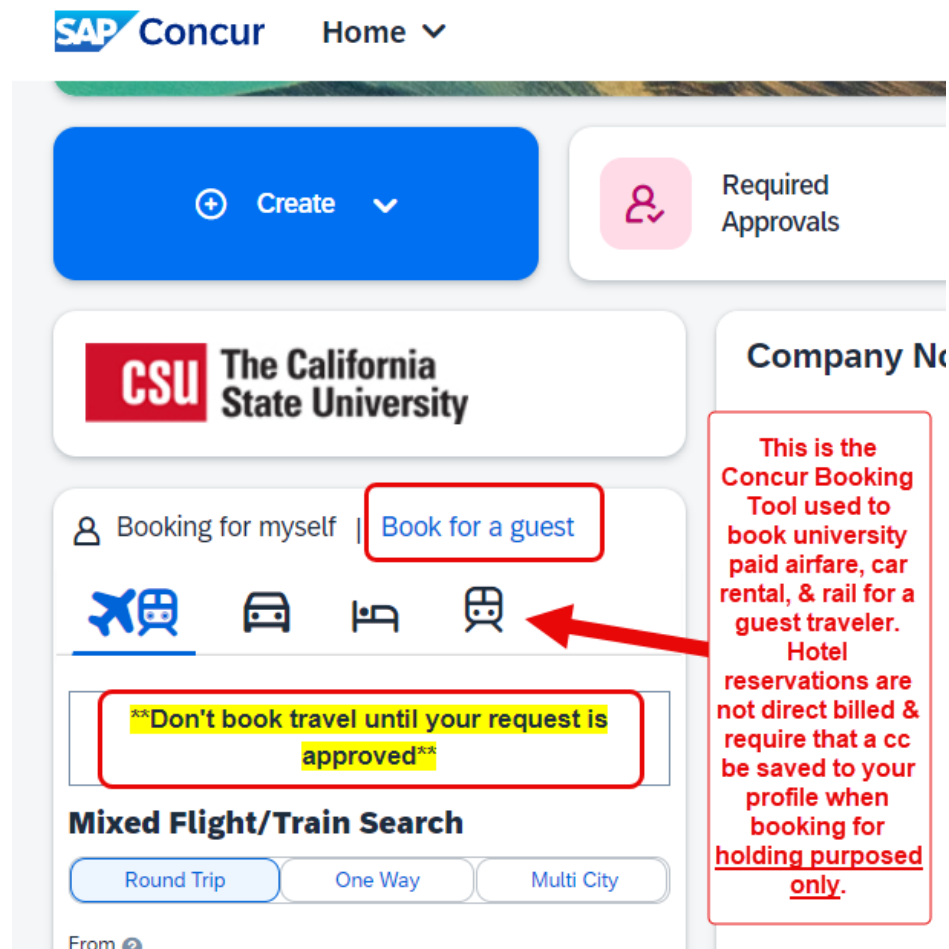 SAP Concur Home
Create
Required
Approvals
CSU The California
State University
Company
Booking for myself | Book for a guest
**Don't book travel until your request is
approved**
Mixed Flight/Train Search
Round Trip One Way Multi City
From ?
This is the
Concur Booking
Tool used to
book university
paid airfare, car
rental, & rail for a
guest traveler.
Hotel
reservations are
not direct billed &
require that a cc
be saved to your
profile when
booking for
holding purposed
only.